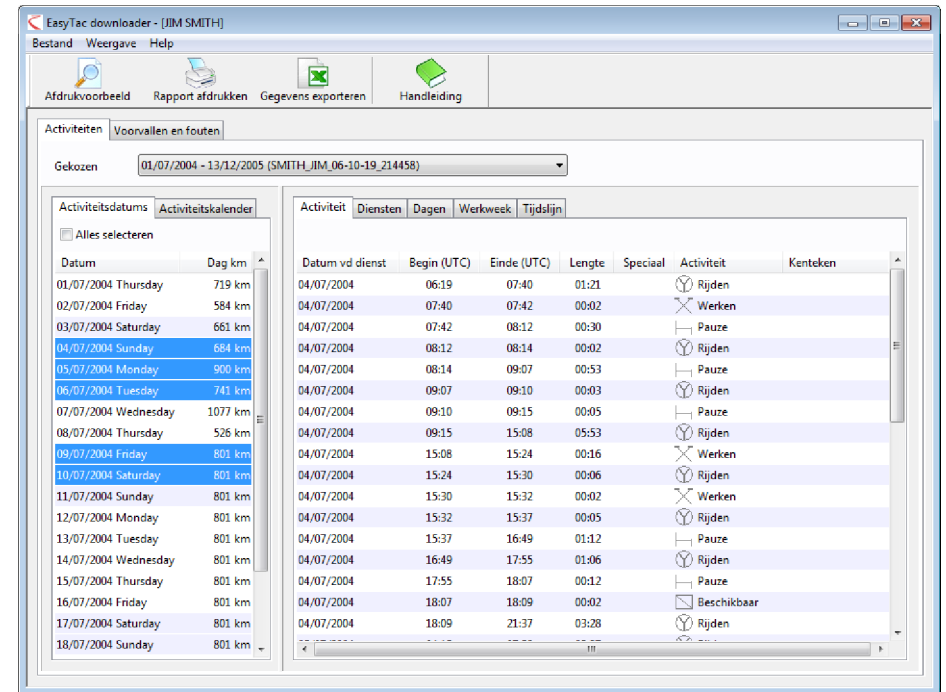 EasyTac downloader - [JIM SMITH]
Bestand Weergave Help
Afdrukvoorbeeld Rapport afdrukken Gegevens exporteren Handleiding
Activiteiten Voorvallen en fouten
Gekozen 01/07/2004 - 13/12/2005 (SMITH_JIM_06-10-19_214458)
Activiteitsdatums Activiteitskalender
Alles selecteren
Datum Dag km
01/07/2004 Thursday 719 km
02/07/2004 Friday 584 km
03/07/2004 Saturday 661 km
04/07/2004 Sunday 684 km
05/07/2004 Monday 900 km
06/07/2004 Tuesday 741 km
07/07/2004 Wednesday 1077 km
08/07/2004 Thursday 526 km
09/07/2004 Friday 801 km
10/07/2004 Saturday 801 km
11/07/2004 Sunday 801 km
12/07/2004 Monday 801 km
13/07/2004 Tuesday 801 km
14/07/2004 Wednesday 801 km
15/07/2004 Thursday 801 km
16/07/2004 Friday 801 km
17/07/2004 Saturday 801 km
18/07/2004 Sunday 801 km
Activiteit Diensten Dagen Werkweek Tijdslijn
Datum vd dienst Begin (UTC) Einde (UTC) Lengte Speciaal Activiteit Kenteken
04/07/2004 06:19 07:40 01:21 Rijden
04/07/2004 07:40 07:42 00:02 Werken
04/07/2004 07:42 08:12 00:30 Pauze
04/07/2004 08:12 08:14 00:02 Rijden
04/07/2004 08:14 09:07 00:53 Pauze
04/07/2004 09:07 09:10 00:03 Rijden
04/07/2004 09:10 09:15 00:05 Pauze
04/07/2004 09:15 15:08 05:53 Rijden
04/07/2004 15:08 15:24 00:16 Werken
04/07/2004 15:24 15:30 00:06 Rijden
04/07/2004 15:30 15:32 00:02 Werken
04/07/2004 15:32 15:37 00:05 Rijden
04/07/2004 15:37 16:49 01:12 Pauze
04/07/2004 16:49 17:55 01:06 Rijden
04/07/2004 17:55 18:07 00:12 Pauze
04/07/2004 18:07 18:09 00:02 Beschikbaar
04/07/2004 18:09 21:37 03:28 Rijden